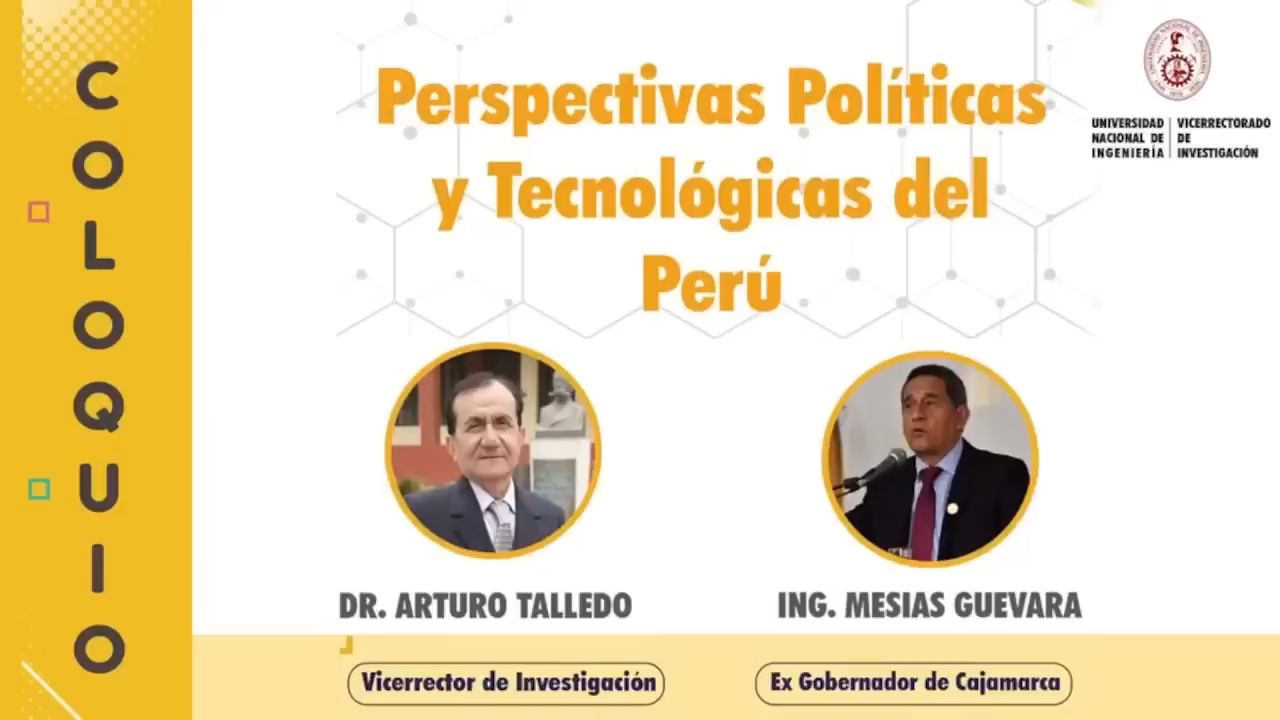 COLOQUIO
Perspectivas Políticas
y Tecnológicas del
Perú
UNIVERSIDAD
NACIONAL DE
INGENIERÍA
VICERRECTORADO
DE
INVESTIGACIÓN
DR. ARTURO TALLEDO
ING. MESIAS GUEVARA
Vicerrector de Investigación
Ex Gobernador de Cajamarca